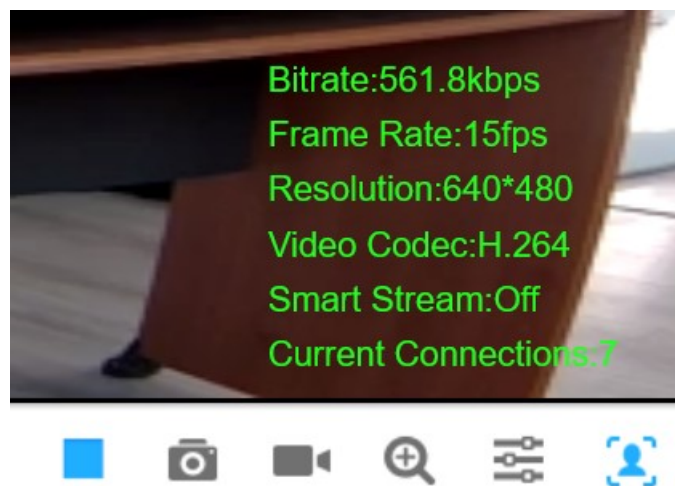 Bitrate:561.8kbps
Frame Rate:15fps
Resolution:640*480
Video Codec:H.264
Smart Stream:Off
Current Connections:7